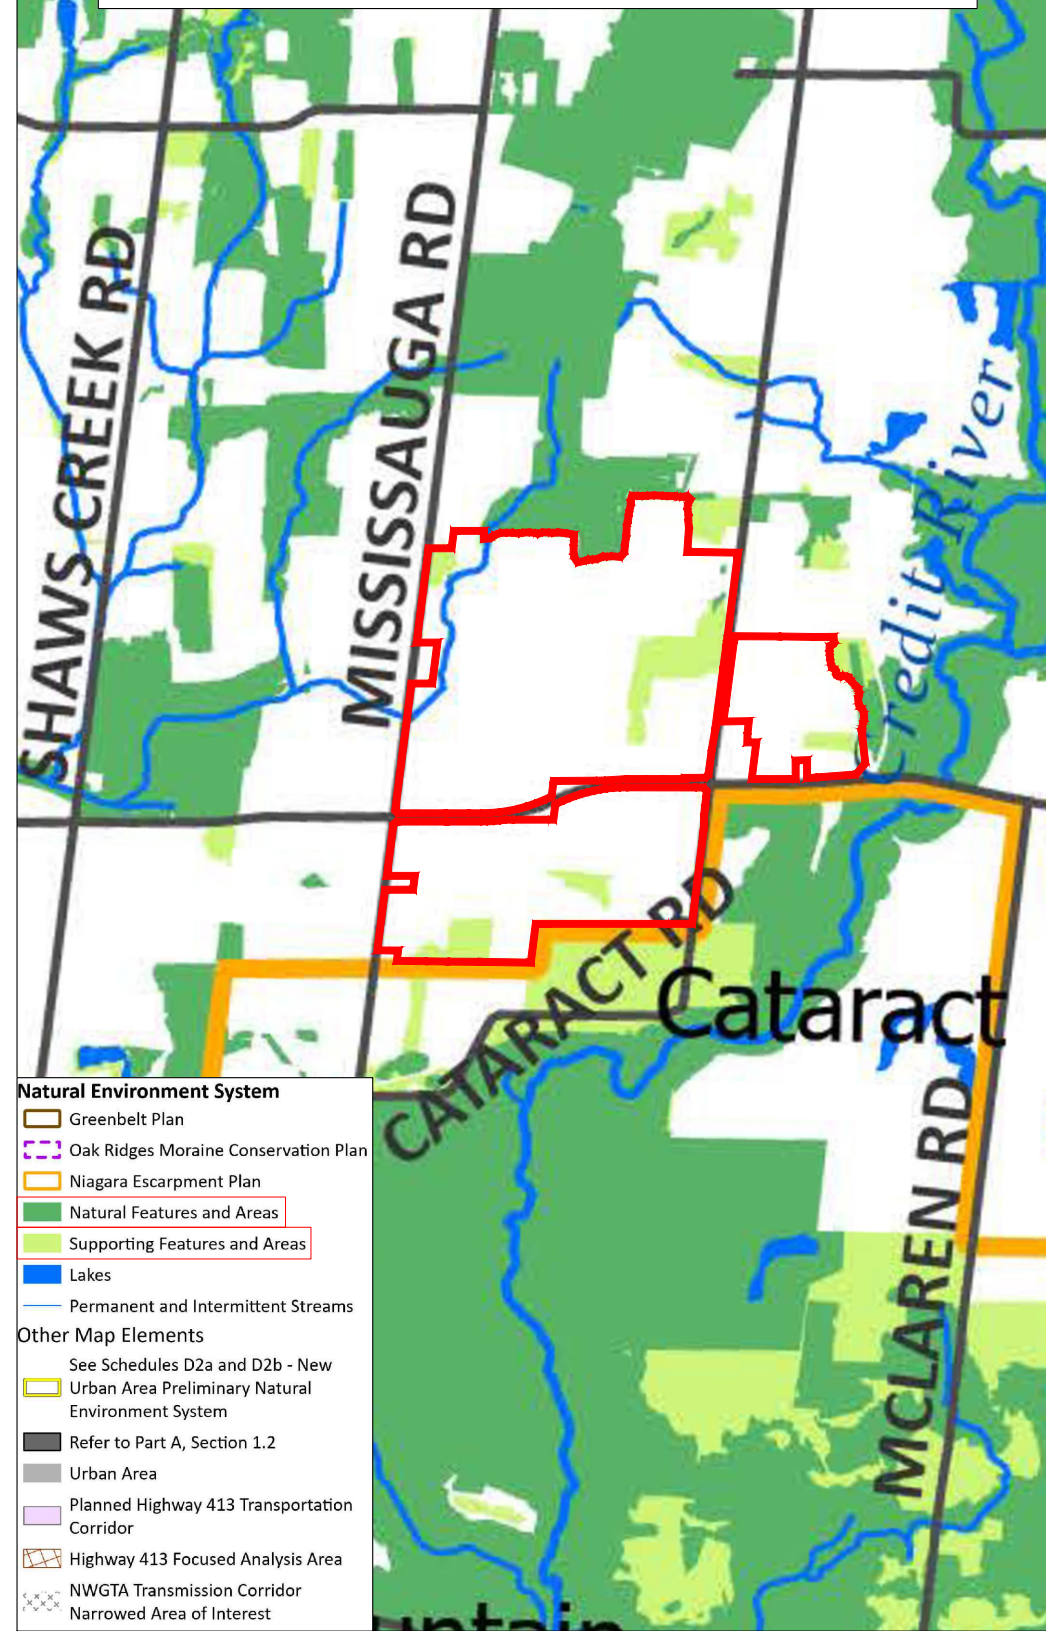 SHAWS CREEK RD
MISSISSAUGA RD
Credit River
CATARACT RD
Cataract
MCLAREN RD
Natural Environment System
Greenbelt Plan
Oak Ridges Moraine Conservation Plan
Niagara Escarpment Plan
Natural Features and Areas
Supporting Features and Areas
Lakes
Permanent and Intermittent Streams
Other Map Elements
See Schedules D2a and D2b - New
Urban Area Preliminary Natural
Environment System
Refer to Part A, Section 1.2
Urban Area
Planned Highway 413 Transportation
Corridor
Highway 413 Focused Analysis Area
NWGTA Transmission Corridor
Narrowed Area of Interest